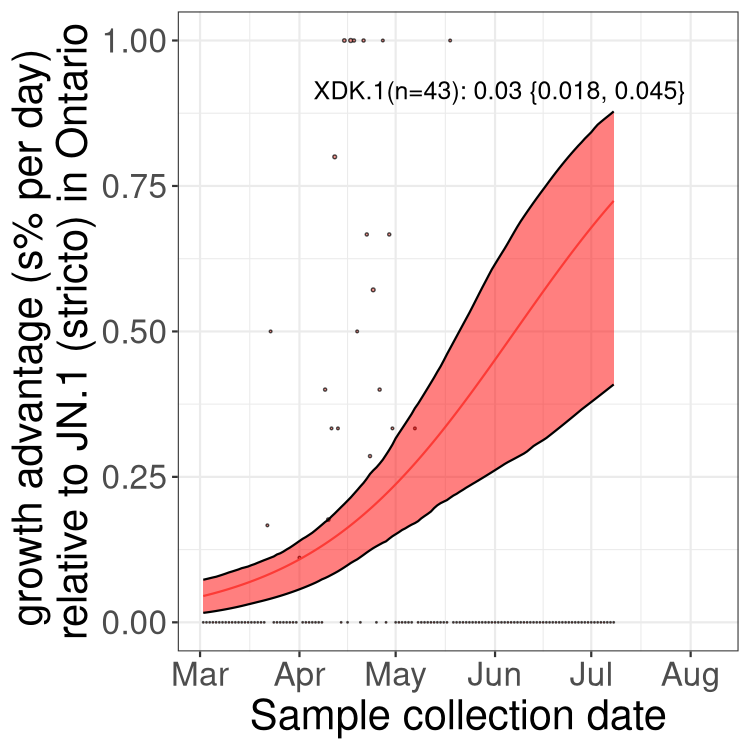 growth advantage (s% per day)
relative to JN.1 (stricto) in Ontario
1.00
0.75
0.50
0.25
0.00
XDK.1(n=43): 0.03 {0.018, 0.045}
Mar Apr May Jun Jul Aug
Sample collection date